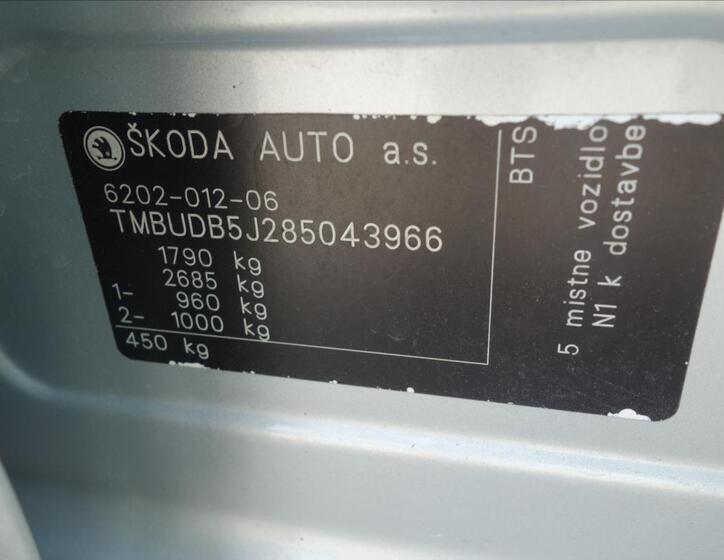 ŠKODA AUTO a.s.
6202-012-06
TMBUDB5J285043966
1790 kg
2685 kg
1- 960 kg
2- 1000 kg
450 kg
BTS
5 mistne vozidlo
N1 k dostavbe